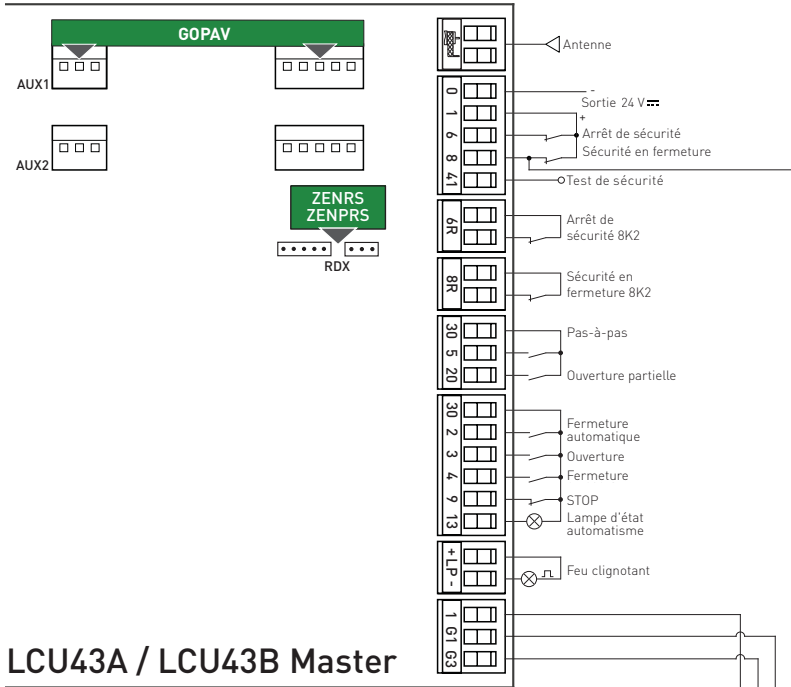 GOPAV
AUX1
AUX2
ZENRS
ZENPRS
RDX
Antenne
0
-
Sortie 24 V
1
+
6
Arrêt de sécurité
8
Sécurité en fermeture
41
Test de sécurité
6R
Arrêt de
sécurité 8K2
8R
Sécurité en
fermeture 8K2
30
Pas-à-pas
5
20
Ouverture partielle
30
2
Fermeture
automatique
3
Ouverture
4
Fermeture
9
STOP
13
Lampe d'état
automatisme
+ LP -
Feu clignotant
1
G1
G3
LCU43A / LCU43B Master